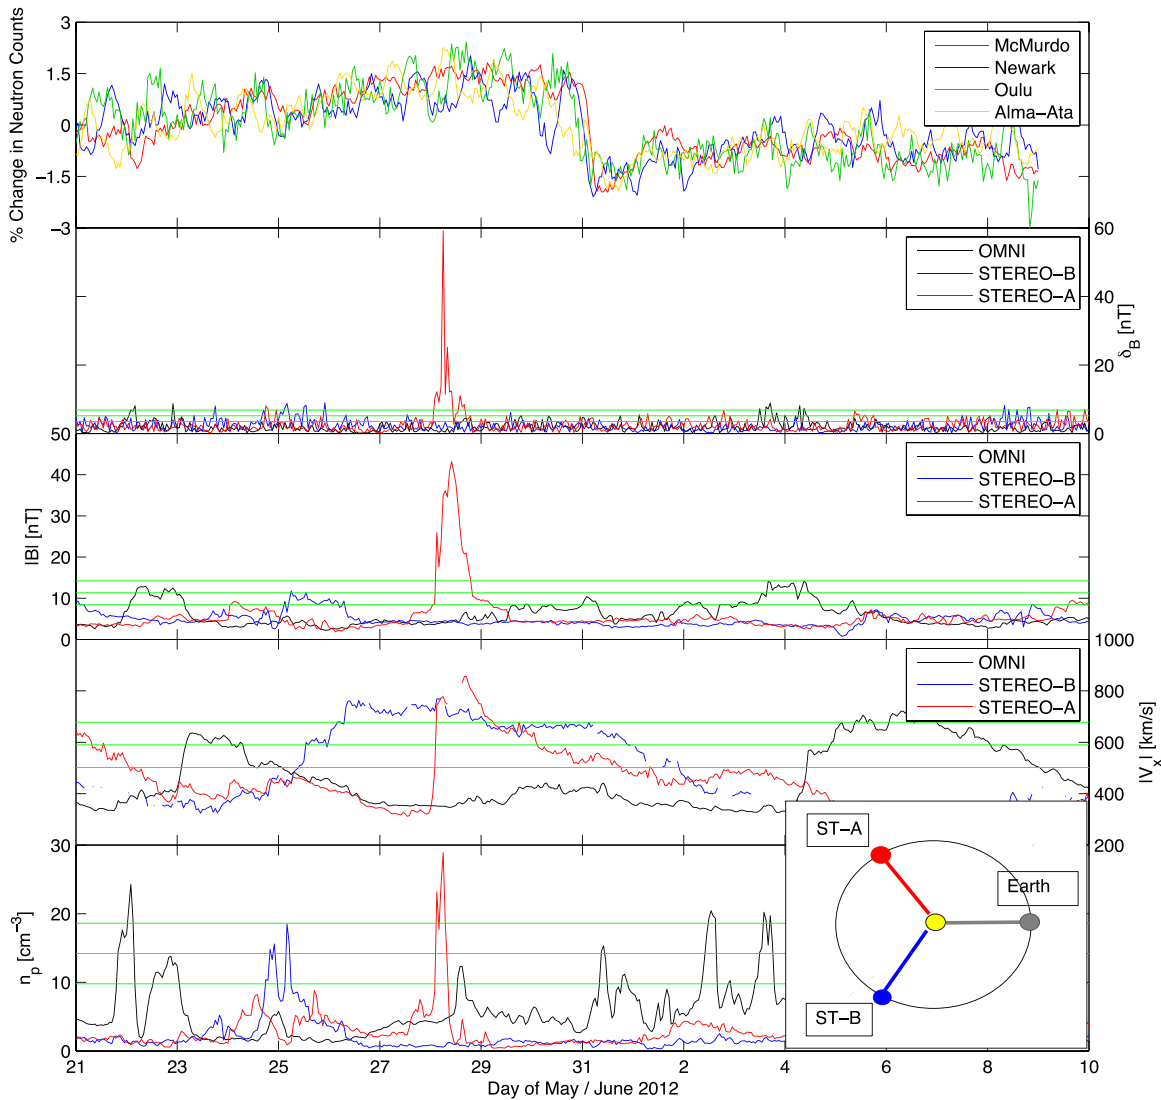 % Change in Neutron Counts
3
1.5
0
−1.5
−3
McMurdo
Newark
Oulu
Alma−Ata
60
40
20
0
δB [nT]
OMNI
STEREO−B
STEREO−A
50
40
30
20
10
0
|B| [nT]
OMNI
STEREO−B
STEREO−A
1000
800
600
400
200
|Vx| [km/s]
OMNI
STEREO−B
STEREO−A
30
20
10
0
np [cm−3]
ST−A
Earth
ST−B
21 23 25 27 29 31 2 4 6 8 10
Day of May / June 2012